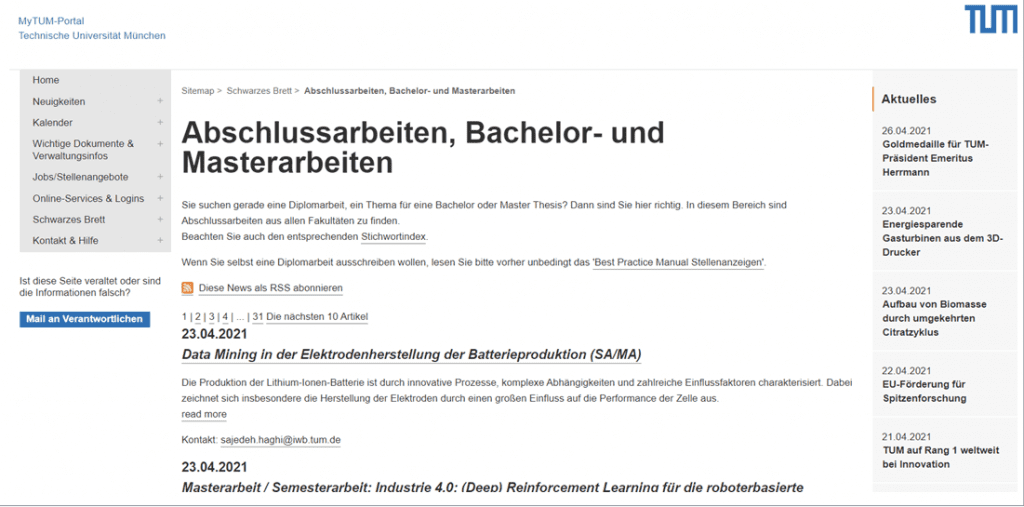 MyTUM-Portal
Technische Universität München
TUM
Home
Neuigkeiten +
Kalender +
Wichtige Dokumente & +
Verwaltungsinfos
Jobs/Stellenangebote +
Online-Services & Logins +
Schwarzes Brett +
Kontakt & Hilfe +
Ist diese Seite veraltet oder sind
die Informationen falsch?
Mail an Verantwortlichen
Sitemap > Schwarzes Brett > Abschlussarbeiten, Bachelor- und Masterarbeiten
Abschlussarbeiten, Bachelor- und
Masterarbeiten
Sie suchen gerade eine Diplomarbeit, ein Thema für eine Bachelor oder Master Thesis? Dann sind Sie hier richtig. In diesem Bereich sind
Abschlussarbeiten aus allen Fakultäten zu finden.
Beachten Sie auch den entsprechenden Stichwortindex.
Wenn Sie selbst eine Diplomarbeit ausschreiben wollen, lesen Sie bitte vorher unbedingt das 'Best Practice Manual Stellenanzeigen'.
Diese News als RSS abonnieren
1 | 2 | 3 | 4 | ... | 31 Die nächsten 10 Artikel
23.04.2021
Data Mining in der Elektrodenherstellung der Batterieproduktion (SA/MA)
Die Produktion der Lithium-Ionen-Batterie ist durch innovative Prozesse, komplexe Abhängigkeiten und zahlreiche Einflussfaktoren charakterisiert. Dabei
zeichnet sich insbesondere die Herstellung der Elektroden durch einen großen Einfluss auf die Performance der Zelle aus.
read more
Kontakt: sajedeh.haghi@iwb.tum.de
23.04.2021
Masterarbeit / Semesterarbeit: Industrie 4.0: (Deep) Reinforcement Learning für die roboterbasierte
Aktuelles
26.04.2021
Goldmedaille für TUM-
Präsident Emeritus
Herrmann
23.04.2021
Energiesparende
Gasturbinen aus dem 3D-
Drucker
23.04.2021
Aufbau von Biomasse
durch umgekehrten
Citratzyklus
22.04.2021
EU-Förderung für
Spitzenforschung
21.04.2021
TUM auf Rang 1 weltweit
bei Innovation